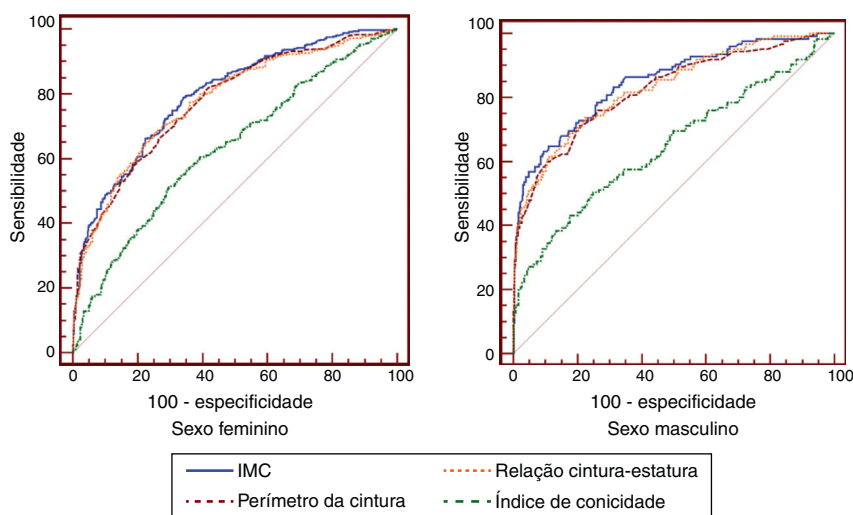 100
80
60
40
20
0
Sensibilidade
0 20 40 60 80 100
100 - especificidade
Sexo feminino
100
80
60
40
20
0
Sensibilidade
0 20 40 60 80 100
100 - especificidade
Sexo masculino
IMC
Relação cintura-estatura
Perímetro da cintura
Índice de conicidade